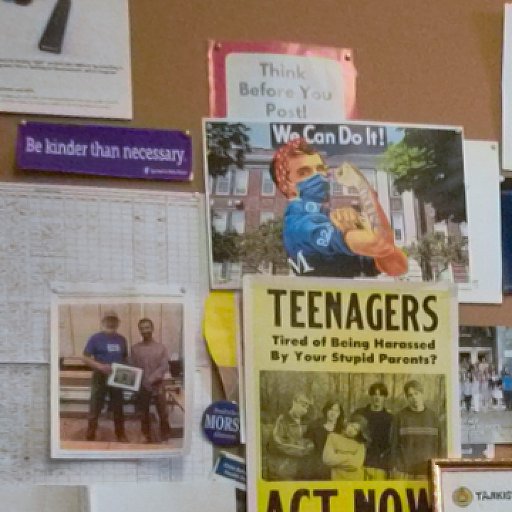 Think
Before You
Post!
We Can Do It!
Be kinder than necessary.
M
TEENAGERS
Tired of Being Harassed
By Your Stupid Parents?
MORS
ACT NOW
TAJIKIS